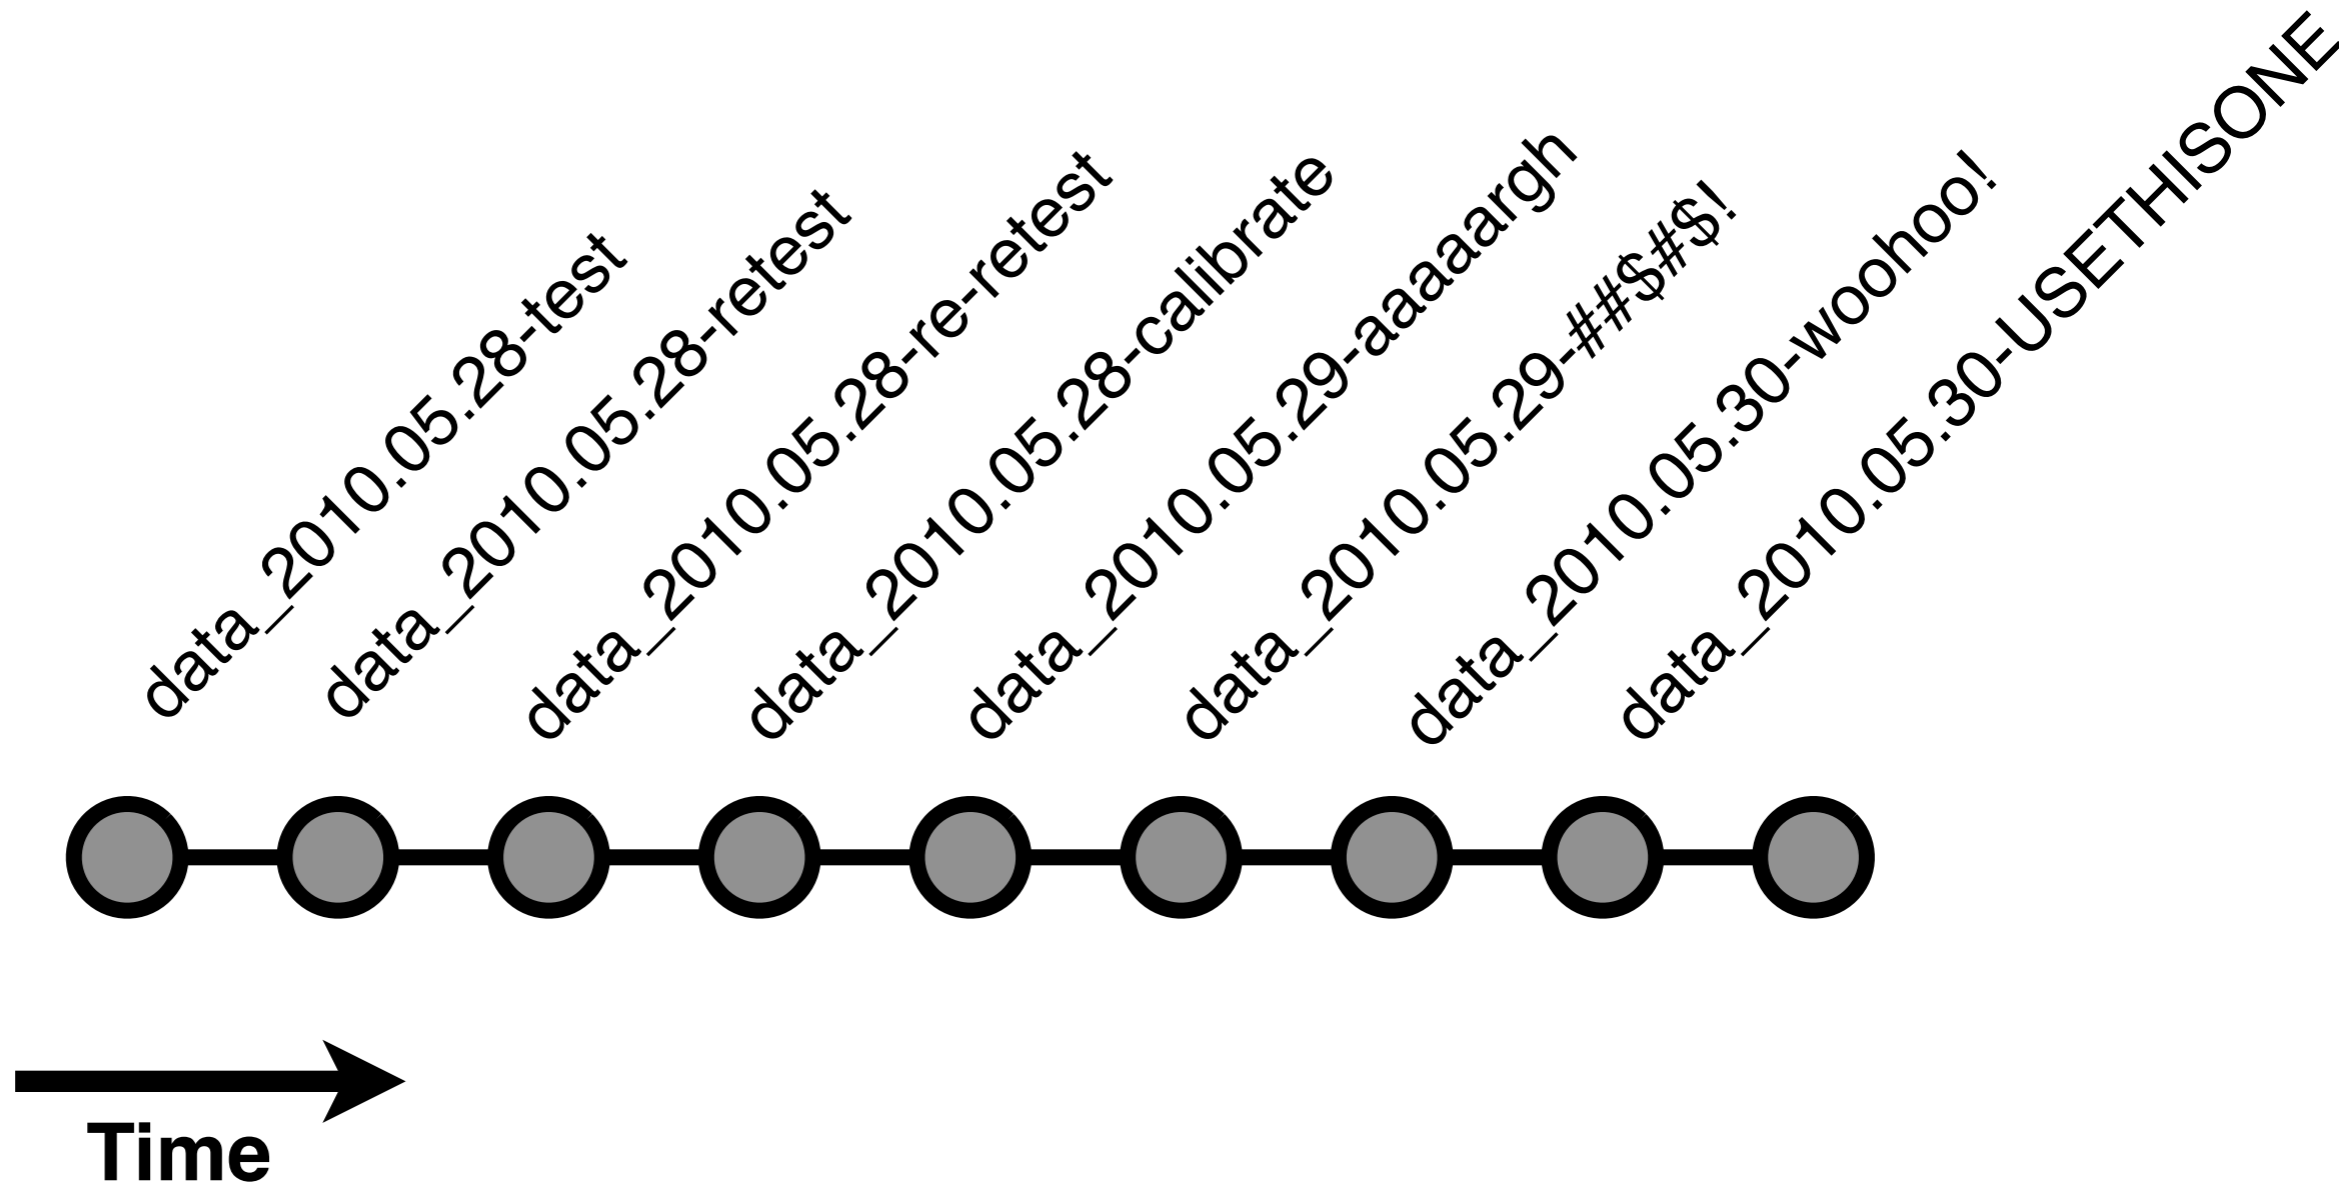 data_2010.05.28-test
data_2010.05.28-retest
data_2010.05.28-re-retest
data_2010.05.28-calibrate
data_2010.05.29-aaaaargh
data_2010.05.29-##$#$!
data_2010.05.30-woohoo!
data_2010.05.30-USETHISONE
Time